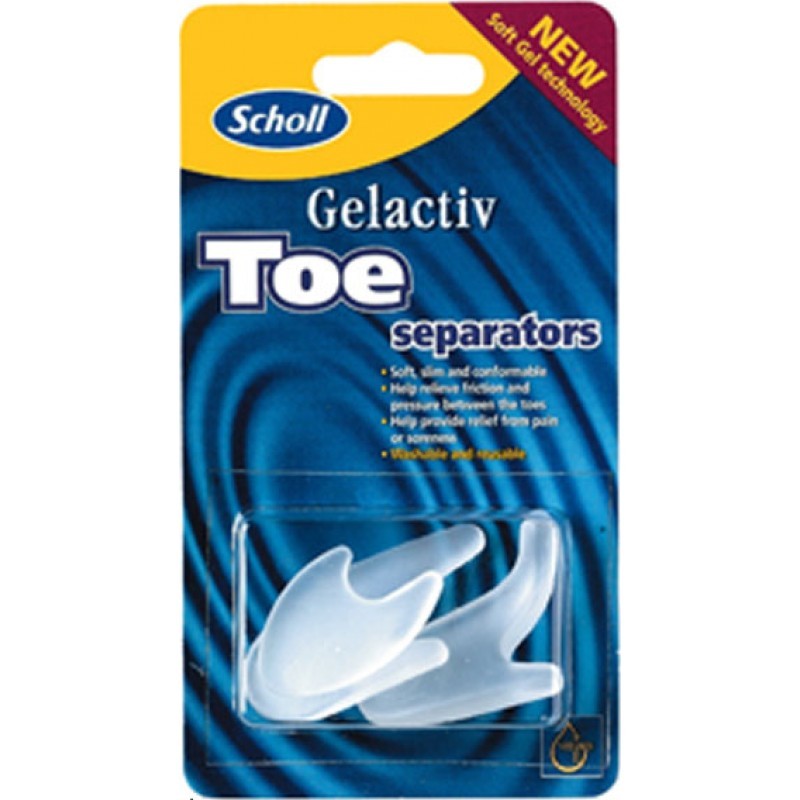 NEW
Soft Gel technology
Scholl
Gelactiv
Toe
separators
• Soft, slim and conformable
• Help relieve friction and
pressure between the toes
• Help provide relief from pain
or soreness
• Washable and reusable